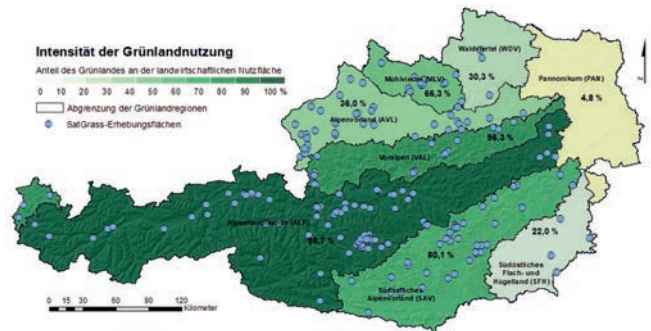 Intensität der Grünlandnutzung
Anteil des Grünlandes an der landwirtschaftlichen Nutzfläche
0 10 20 30 40 50 60 70 80 90 100 %
Abgrenzung der Grünlandregionen
SatGrass-Erhebungsflächen
Waldviertel (WDV)
30,3 %
Mühlviertel (MLV)
66,3 %
Pannonikum (PAN)
4,8 %
36,0 %
Alpenvorland (AVL)
96,3 %
Voralpen (VAL)
98,7 %
80,1 %
22,0 %
Südöstliches
Flach- und
Hügelland (SFH)
Südöstliches
Alpenvorland (SAV)
0 15 30 60 90 120
Kilometer